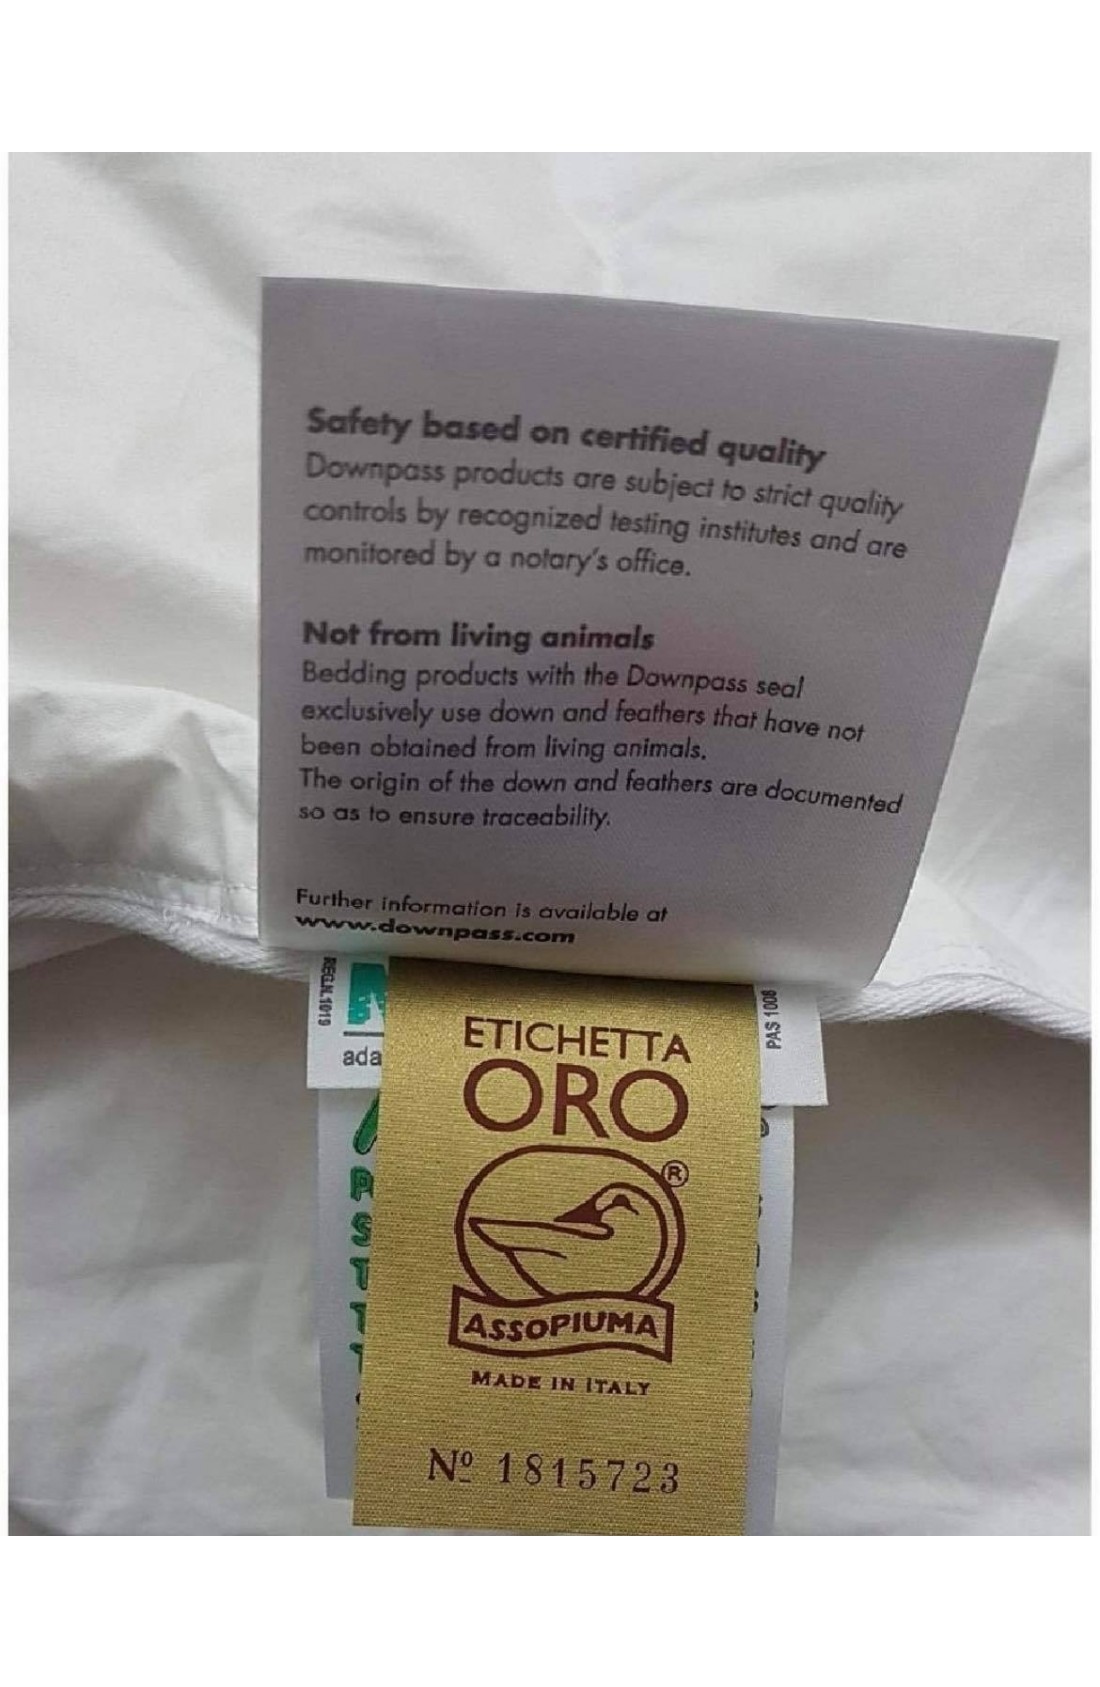 Safety based on certified quality
Downpass products are subject to strict quality
controls by recognized testing institutes and are
monitored by a notary's office.
Not from living animals
Bedding products with the Downpass seal
exclusively use down and feathers that have not
been obtained from living animals.
The origin of the down and feathers are documented
so as to ensure traceability.
Further information is available at
www.downpass.com
REG.N.1019
ada
PAS 1008
ETICHETTA
ORO
®
ASSOPIUMA
MADE IN ITALY
Nº 1815723